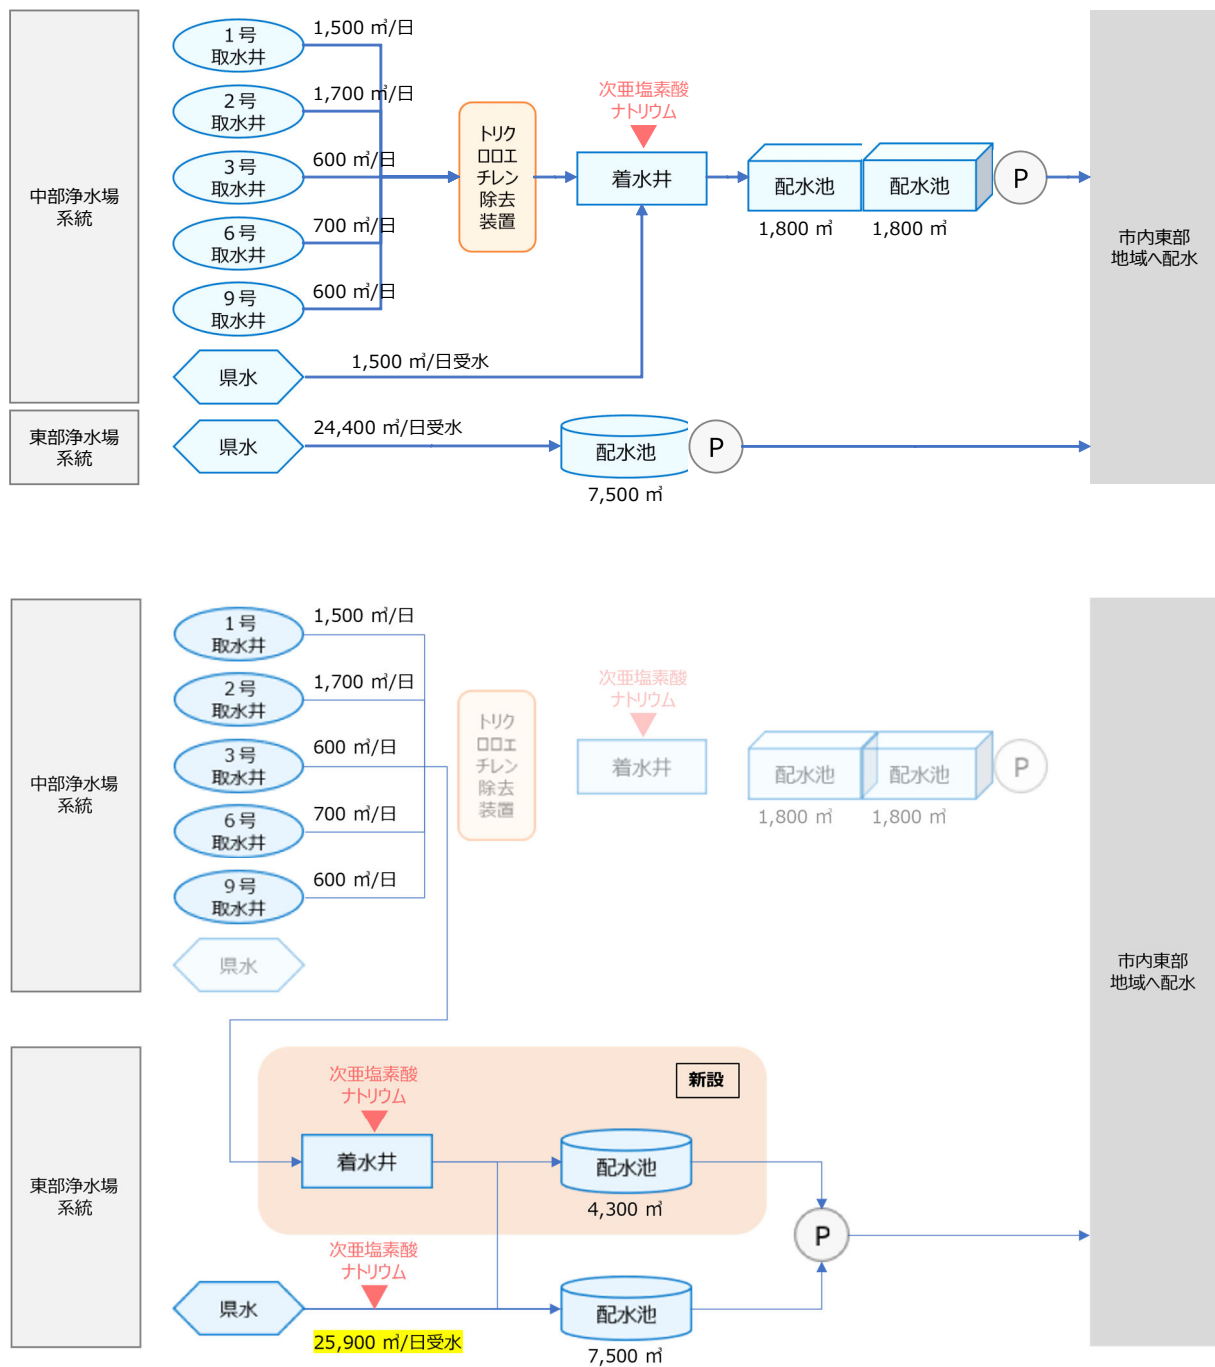 中部浄水場
系統
1号
取水井
1,500 ㎥/日
2号
取水井
1,700 ㎥/日
3号
取水井
600 ㎥/日
6号
取水井
700 ㎥/日
9号
取水井
600 ㎥/日
県水
1,500 ㎥/日受水
トリク
ロロエ
チレン
除去
装置
次亜塩素酸
ナトリウム
着水井
配水池
1,800 ㎥
配水池
1,800 ㎥
P
市内東部
地域へ配水
東部浄水場
系統
県水
24,400 ㎥/日受水
配水池
7,500 ㎥
P
中部浄水場
系統
1号
取水井
1,500 ㎥/日
2号
取水井
1,700 ㎥/日
3号
取水井
600 ㎥/日
6号
取水井
700 ㎥/日
9号
取水井
600 ㎥/日
県水
トリク
ロロエ
チレン
除去
装置
次亜塩素酸
ナトリウム
着水井
配水池
1,800 ㎥
配水池
1,800 ㎥
P
市内東部
地域へ配水
東部浄水場
系統
新設
次亜塩素酸
ナトリウム
着水井
配水池
4,300 ㎥
P
次亜塩素酸
ナトリウム
県水
25,900 ㎥/日受水
配水池
7,500 ㎥